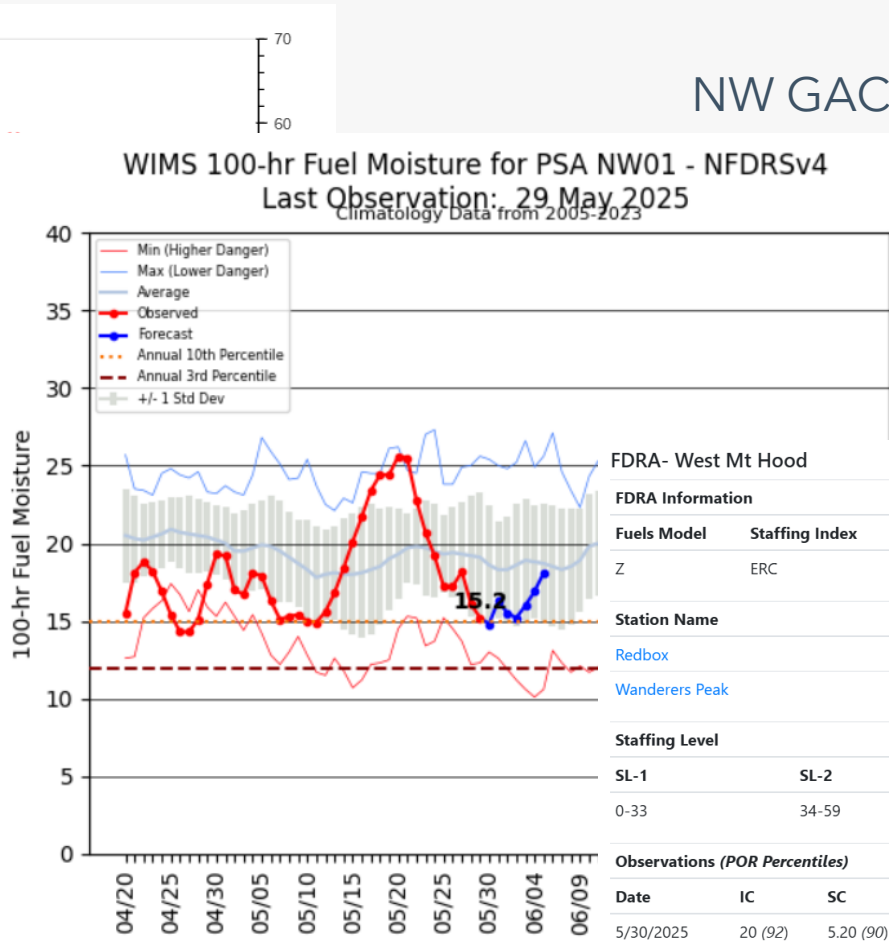 70
60
NW GAC
WIMS 100-hr Fuel Moisture for PSA NW01 - NFDRSv4
Last Observation: 29 May 2025
Climatology Data from 2005-2023
Min (Higher Danger)
Max (Lower Danger)
Average
Observed
Forecast
Annual 10th Percentile
Annual 3rd Percentile
+/- 1 Std Dev
100-hr Fuel Moisture
40
35
30
25
20
15
10
5
0
15.2
04/20 04/25 04/30 05/05 05/10 05/15 05/20 05/25 05/30 06/04 06/09
FDRA- West Mt Hood
FDRA Information
Fuels Model Staffing Index
Z ERC
Station Name
Redbox
Wanderers Peak
Staffing Level
SL-1 SL-2
0-33 34-59
Observations (POR Percentiles)
Date IC SC
5/30/2025 20 (92) 5.20 (90)